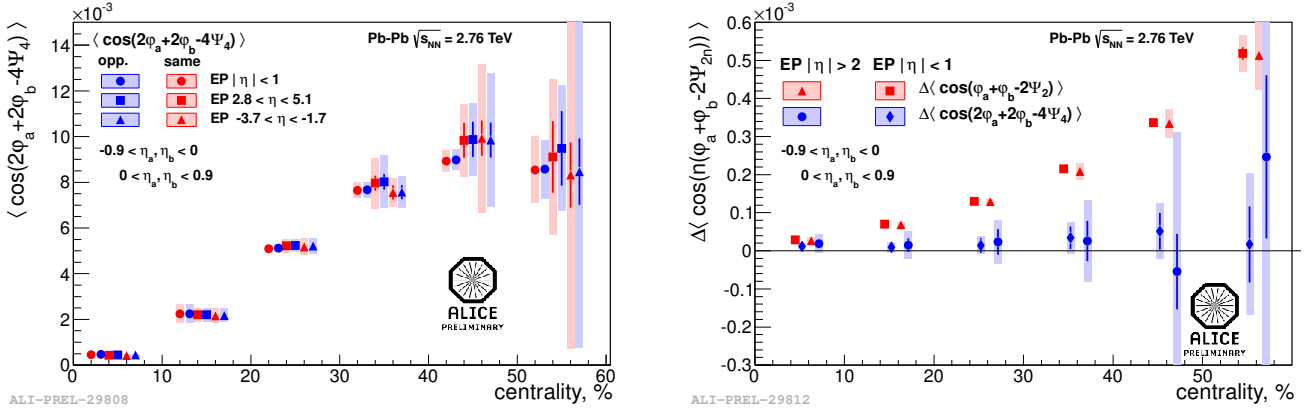 ×10⁻³
14
12
10
8
6
4
2
0
⟨ cos(2φa+2φb-4Ψ4) ⟩
⟨ cos(2φa+2φb-4Ψ4) ⟩
Pb-Pb √sNN = 2.76 TeV
opp. same
EP | η | < 1
EP 2.8 < η < 5.1
EP -3.7 < η < -1.7
-0.9 < ηa, ηb < 0
0 < ηa, ηb < 0.9
ALICE
PRELIMINARY
0 10 20 30 40 50 60
centrality, %
ALI-PREL-29808
×10⁻³
0.6
0.5
0.4
0.3
0.2
0.1
0
-0.1
-0.2
-0.3
Δ⟨ cos(n(φa+φb-2Ψ2n)) ⟩
Pb-Pb √sNN = 2.76 TeV
EP | η | > 2 EP | η | < 1
Δ⟨ cos(φa+φb-2Ψ2) ⟩
Δ⟨ cos(2φa+2φb-4Ψ4) ⟩
-0.9 < ηa, ηb < 0
0 < ηa, ηb < 0.9
ALICE
PRELIMINARY
0 10 20 30 40 50
centrality, %
ALI-PREL-29812